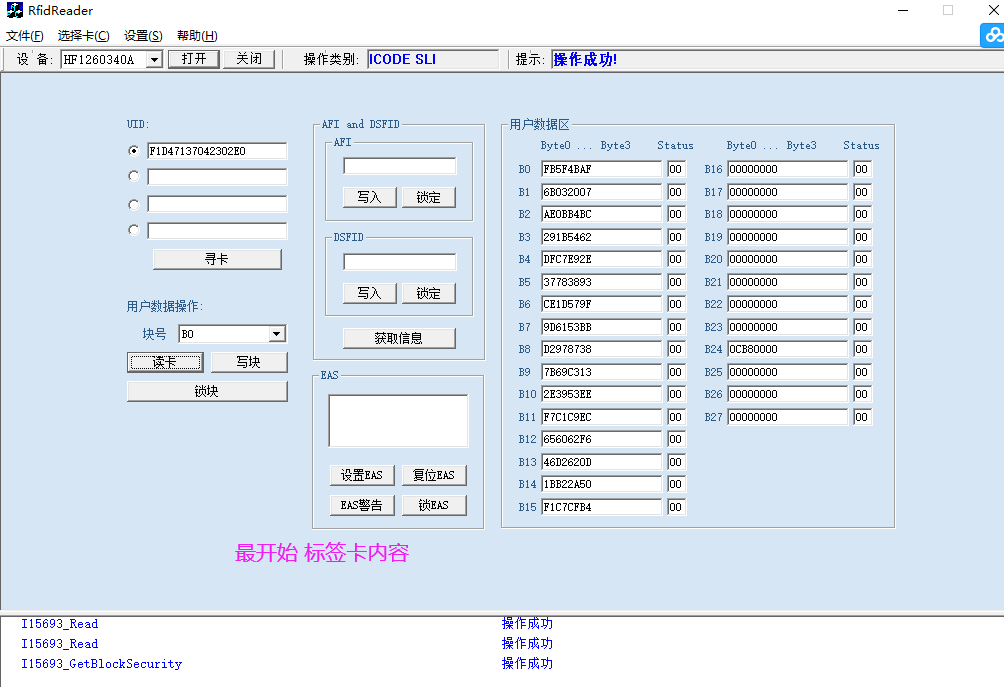 RfidReader
文件(F) 选择卡(C) 设置(S) 帮助(H)
设 备: HF1260340A 打开 关闭 操作类别: ICODE SLI 提示: 操作成功!
UID:
F1D47137042302E0
寻卡
用户数据操作:
块号 B0
读卡 写块
锁块
AFI and DSFID
AFI
写入 锁定
DSFID
写入 锁定
获取信息
EAS
设置EAS 复位EAS
EAS警告 锁EAS
用户数据区
Byte0 ... Byte3 Status Byte0 ... Byte3 Status
B0 FB5F4BAF 00 B16 00000000 00
B1 6B032007 00 B17 00000000 00
B2 AE0BB4BC 00 B18 00000000 00
B3 291B5462 00 B19 00000000 00
B4 DFC7E92E 00 B20 00000000 00
B5 37783893 00 B21 00000000 00
B6 CE1D579F 00 B22 00000000 00
B7 9D6153BB 00 B23 00000000 00
B8 D2978738 00 B24 0CB80000 00
B9 7B69C313 00 B25 00000000 00
B10 2E3953EE 00 B26 00000000 00
B11 F7C1C9EC 00 B27 00000000 00
B12 656062F6 00
B13 46D2620D 00
B14 1BB22A50 00
B15 F1C7CFB4 00
最开始 标签卡内容
I15693_Read 操作成功
I15693_Read 操作成功
I15693_GetBlockSecurity 操作成功